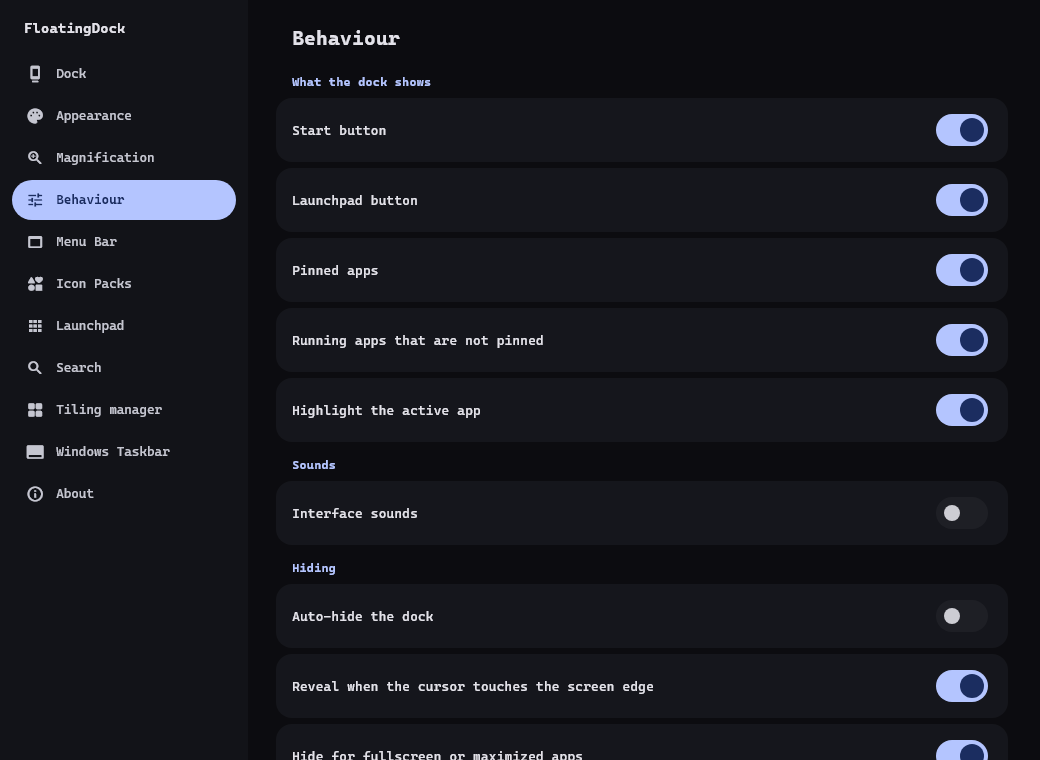 FloatingDock
Dock
Appearance
Magnification
Behaviour
Menu Bar
Icon Packs
Launchpad
Search
Tiling manager
Windows Taskbar
About
Behaviour
What the dock shows
Start button
Launchpad button
Pinned apps
Running apps that are not pinned
Highlight the active app
Sounds
Interface sounds
Hiding
Auto-hide the dock
Reveal when the cursor touches the screen edge
Hide for fullscreen or maximized apps